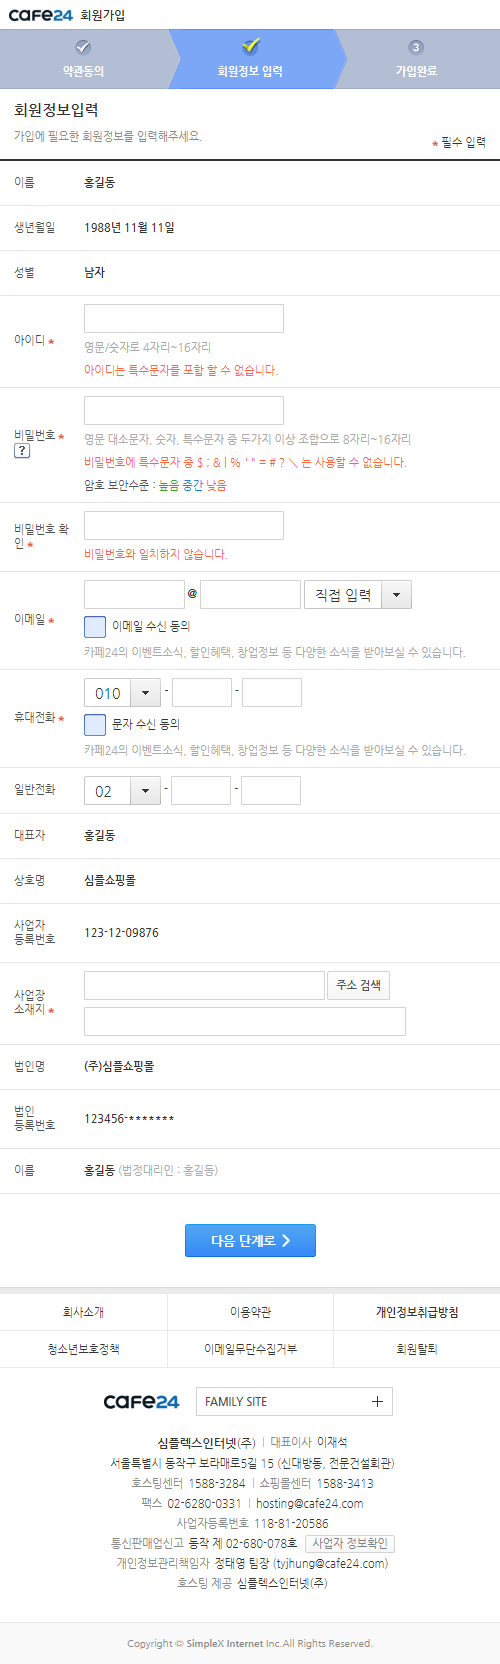 cafe24 회원가입
약관동의
회원정보 입력
3
가입완료
회원정보입력
가입에 필요한 회원정보를 입력해주세요.
* 필수 입력
이름 홍길동
생년월일 1988년 11월 11일
성별 남자
아이디 *
영문/숫자로 4자리~16자리
아이디는 특수문자를 포함 할 수 없습니다.
비밀번호 *
?
영문 대소문자, 숫자, 특수문자 중 두가지 이상 조합으로 8자리~16자리
비밀번호에 특수문자 중 $ ; & | % ' " = # ? \ 는 사용할 수 없습니다.
암호 보안수준 : 높음 중간 낮음
비밀번호 확
인 *
비밀번호와 일치하지 않습니다.
이메일 *
@ 직접 입력
이메일 수신 동의
카페24의 이벤트소식, 할인혜택, 창업정보 등 다양한 소식을 받아보실 수 있습니다.
휴대전화 *
010 - -
문자 수신 동의
카페24의 이벤트소식, 할인혜택, 창업정보 등 다양한 소식을 받아보실 수 있습니다.
일반전화 02 - -
대표자 홍길동
상호명 심플쇼핑몰
사업자
등록번호
123-12-09876
사업장
소재지 *
주소 검색
법인명 (주)심플쇼핑몰
법인
등록번호
123456-*******
이름 홍길동 (법정대리인 : 홍길동)
다음 단계로
회사소개 이용약관 개인정보취급방침
청소년보호정책 이메일무단수집거부 회원탈퇴
cafe24 FAMILY SITE
심플렉스인터넷(주) | 대표이사 이재석
서울특별시 동작구 보라매로5길 15 (신대방동, 전문건설회관)
호스팅센터 1588-3284 | 쇼핑몰센터 1588-3413
팩스 02-6280-0331 | hosting@cafe24.com
사업자등록번호 118-81-20586
통신판매업신고 동작 제 02-680-078호 사업자 정보확인
개인정보관리책임자 정태영 팀장 (tyjhung@cafe24.com)
호스팅 제공 심플렉스인터넷(주)
Copyright © SimpleX Internet Inc.All Rights Reserved.